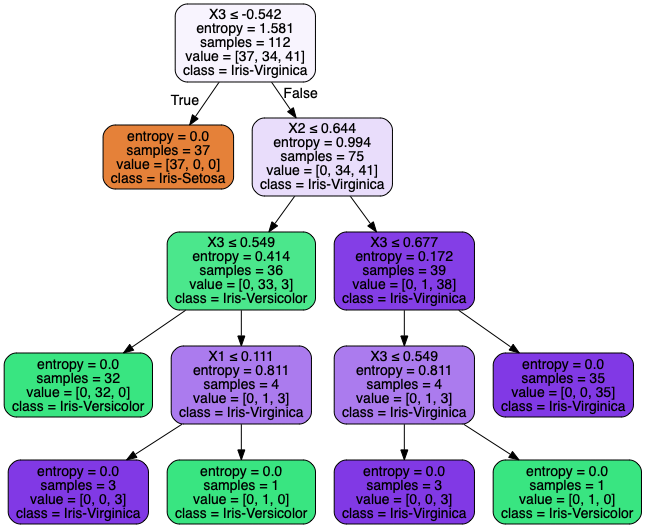 X3 ≤ -0.542
entropy = 1.581
samples = 112
value = [37, 34, 41]
class = Iris-Virginica
True
False
entropy = 0.0
samples = 37
value = [37, 0, 0]
class = Iris-Setosa
X2 ≤ 0.644
entropy = 0.994
samples = 75
value = [0, 34, 41]
class = Iris-Virginica
X3 ≤ 0.549
entropy = 0.414
samples = 36
value = [0, 33, 3]
class = Iris-Versicolor
X3 ≤ 0.677
entropy = 0.172
samples = 39
value = [0, 1, 38]
class = Iris-Virginica
entropy = 0.0
samples = 32
value = [0, 32, 0]
class = Iris-Versicolor
X1 ≤ 0.111
entropy = 0.811
samples = 4
value = [0, 1, 3]
class = Iris-Virginica
X3 ≤ 0.549
entropy = 0.811
samples = 4
value = [0, 1, 3]
class = Iris-Virginica
entropy = 0.0
samples = 35
value = [0, 0, 35]
class = Iris-Virginica
entropy = 0.0
samples = 3
value = [0, 0, 3]
class = Iris-Virginica
entropy = 0.0
samples = 1
value = [0, 1, 0]
class = Iris-Versicolor
entropy = 0.0
samples = 3
value = [0, 0, 3]
class = Iris-Virginica
entropy = 0.0
samples = 1
value = [0, 1, 0]
class = Iris-Versicolor